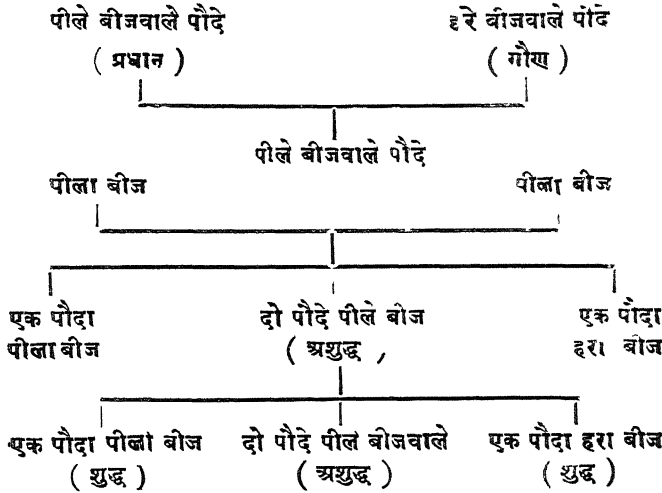 पीले बीजवाले पौदे हरे बीजवाले पौदे
( प्रधान ) ( गौण )
पीले बीजवाले पौदे
पीला बीज पीला बीज
एक पौदा दो पौदे पीले बीज एक पौदा
पीला बीज ( अशुद्ध , हरा बीज
एक पौदा पीला बीज दो पौदे पीले बीजवाले एक पौदा हरा बीज
( शुद्ध ) ( अशुद्ध ) ( शुद्ध )